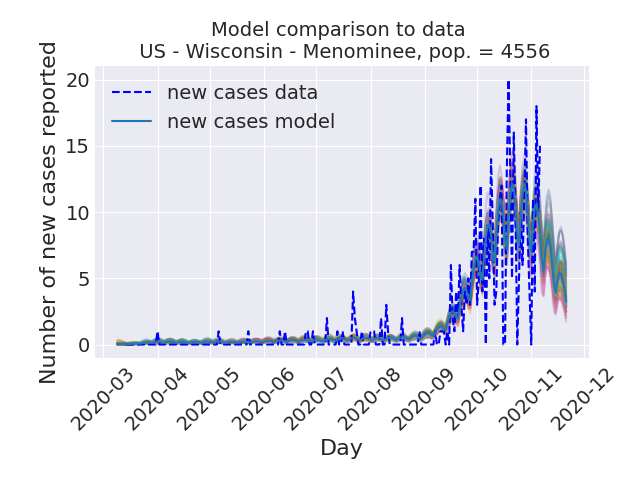 Model comparison to data
US - Wisconsin - Menominee, pop. = 4556
new cases data
new cases model
Number of new cases reported
20
15
10
5
0
2020-03
2020-04
2020-05
2020-06
2020-07
2020-08
2020-09
2020-10
2020-11
2020-12
Day